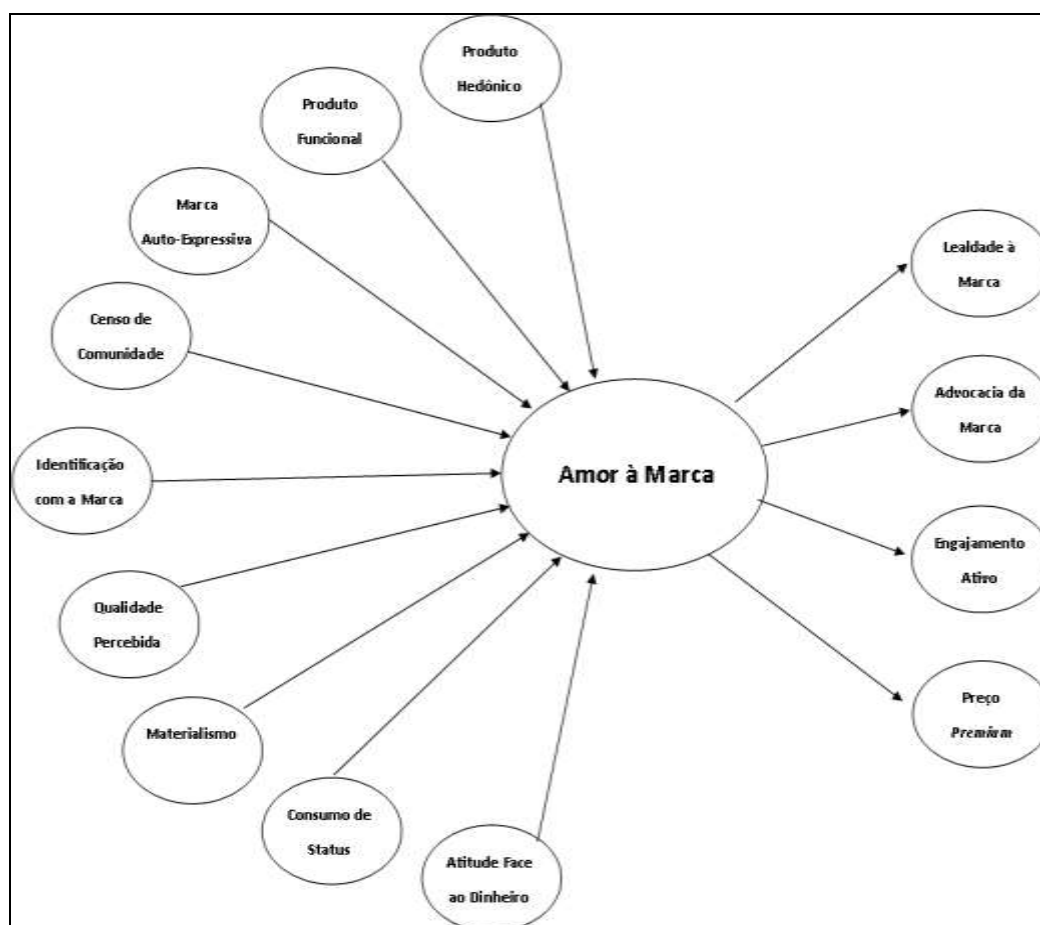 Produto
Hedônico
Produto
Funcional
Marca
Auto-Expressiva
Censo de
Comunidade
Identificação
com a Marca
Qualidade
Percebida
Materialismo
Consumo de
Status
Atitude Face
ao Dinheiro
Amor à Marca
Lealdade à
Marca
Advocacia da
Marca
Engajamento
Ativo
Preço
Premium